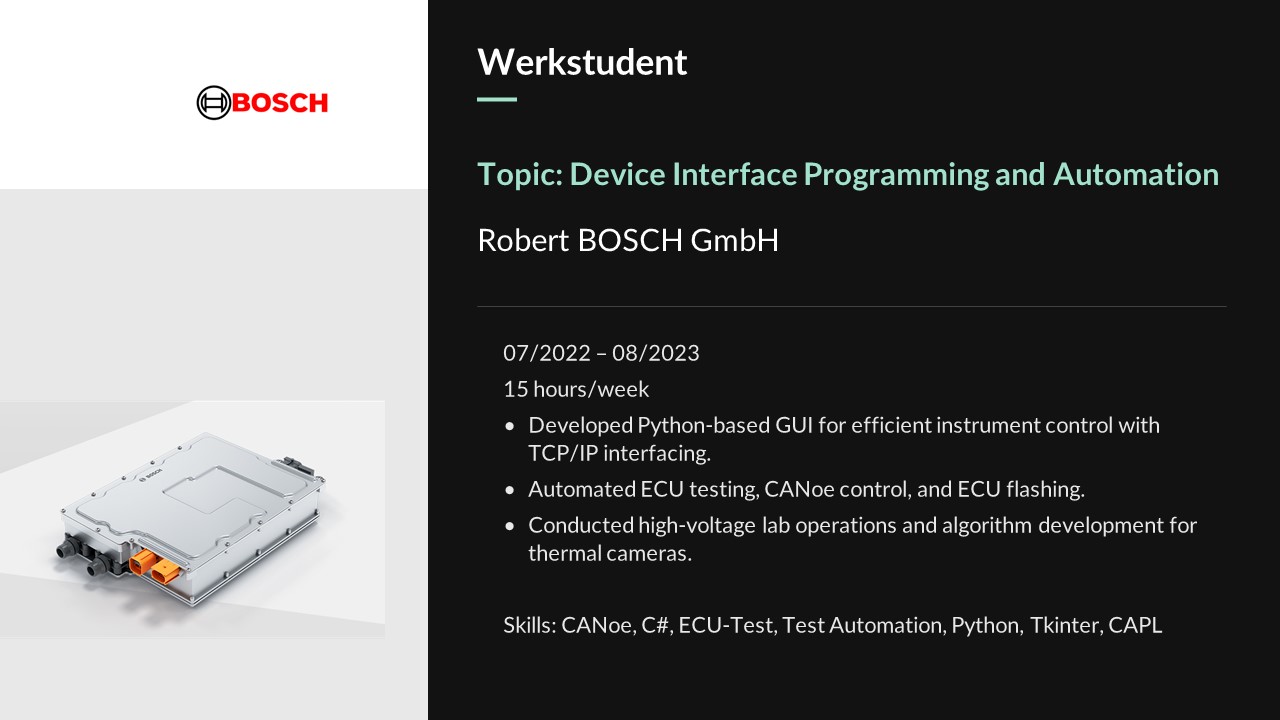 BOSCH
Werkstudent
Topic: Device Interface Programming and Automation
Robert BOSCH GmbH
07/2022 – 08/2023
15 hours/week
• Developed Python-based GUI for efficient instrument control with
TCP/IP interfacing.
• Automated ECU testing, CANoe control, and ECU flashing.
• Conducted high-voltage lab operations and algorithm development for
thermal cameras.
Skills: CANoe, C#, ECU-Test, Test Automation, Python, Tkinter, CAPL
BOSCH